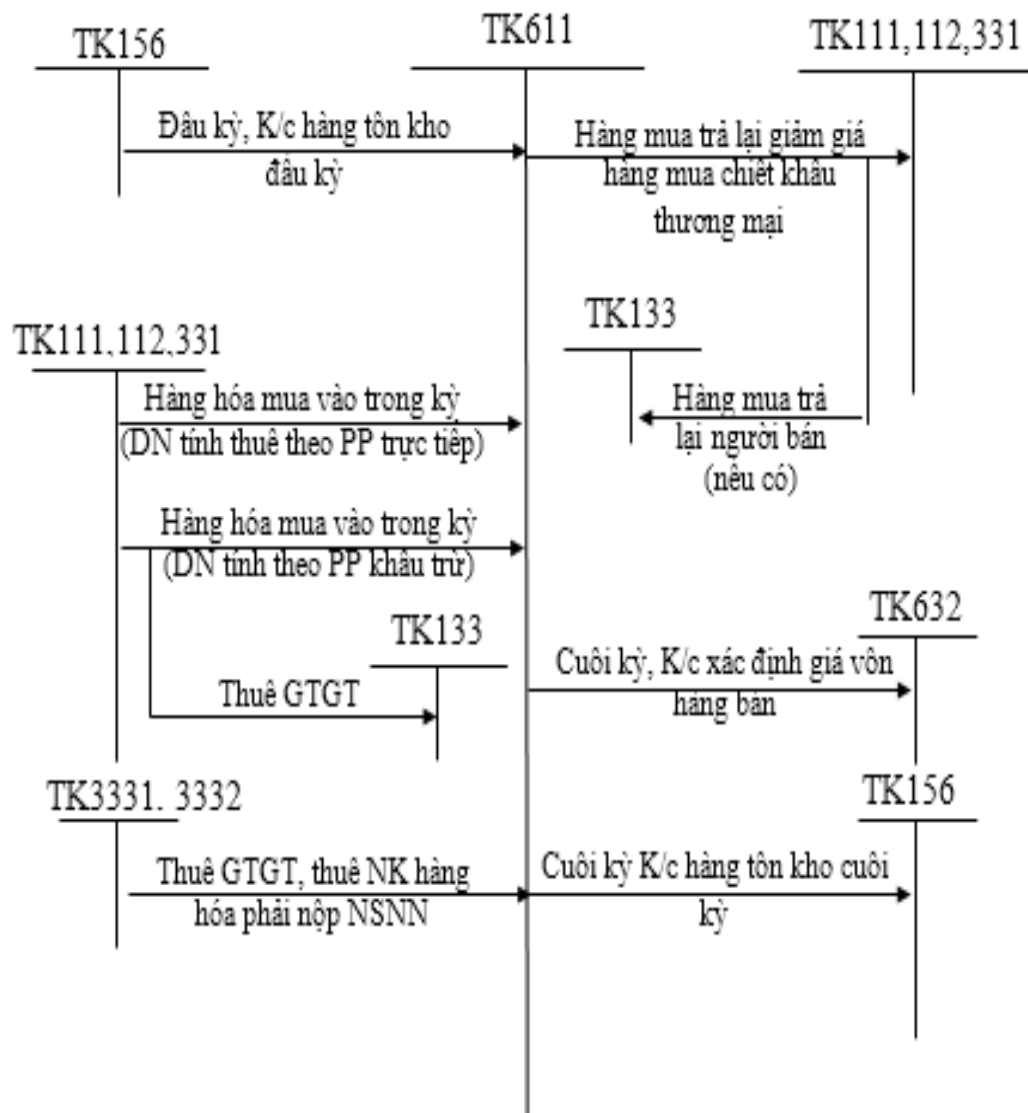 TK156
TK611
TK111,112,331
Đầu kỳ, K/c hàng tồn kho
đầu kỳ
Hàng mua trả lại giảm giá
hàng mua chiết khấu
thương mại
TK133
TK111,112,331
Hàng hóa mua vào trong kỳ
(DN tính thuế theo PP trực tiếp)
Hàng mua trả
lại người bán
(nếu có)
Hàng hóa mua vào trong kỳ
(DN tính theo PP khấu trừ)
TK133
TK632
Thuế GTGT
Cuối kỳ, K/c xác định giá vốn
hàng bán
TK3331. 3332
TK156
Thuế GTGT, thuế NK hàng
hóa phải nộp NSNN
Cuối kỳ K/c hàng tồn kho cuối
kỳ